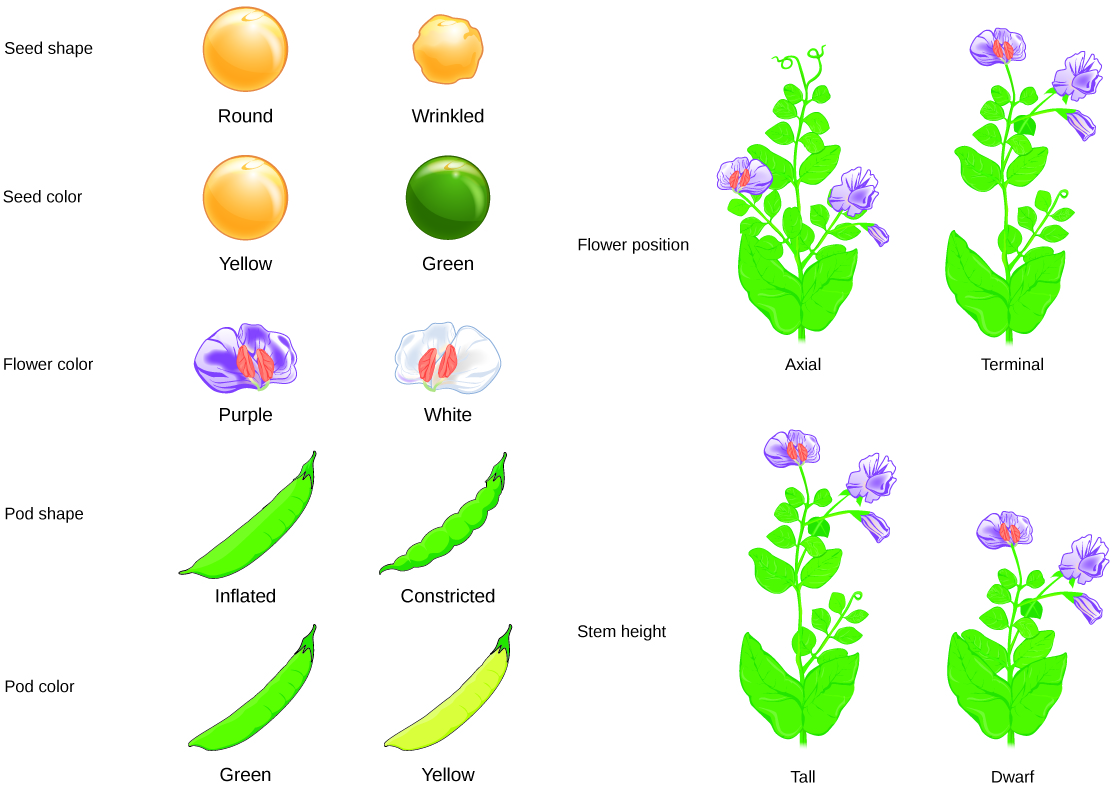 Seed shape
Round
Wrinkled
Seed color
Yellow
Green
Flower color
Purple
White
Pod shape
Inflated
Constricted
Pod color
Green
Yellow
Flower position
Axial
Terminal
Stem height
Tall
Dwarf